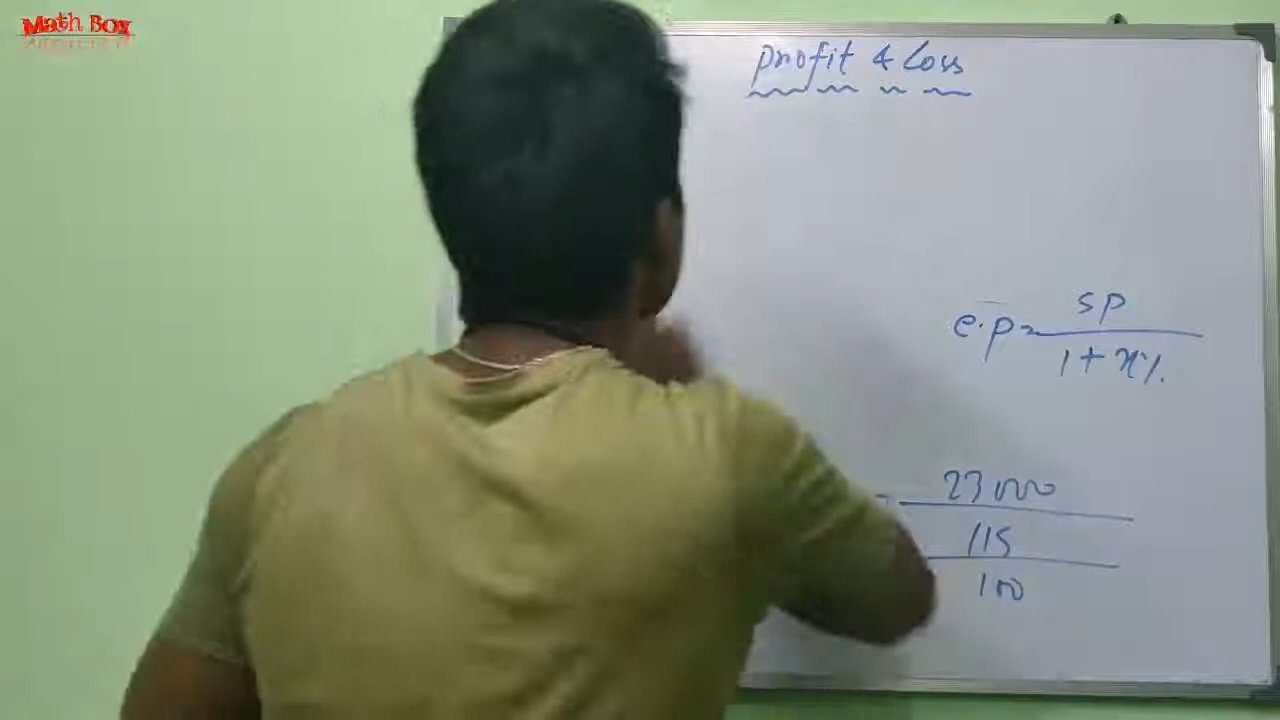 Math Box
Profit & Loss
c.p = SP / 1 + x%
= 23000 / 115 / 100